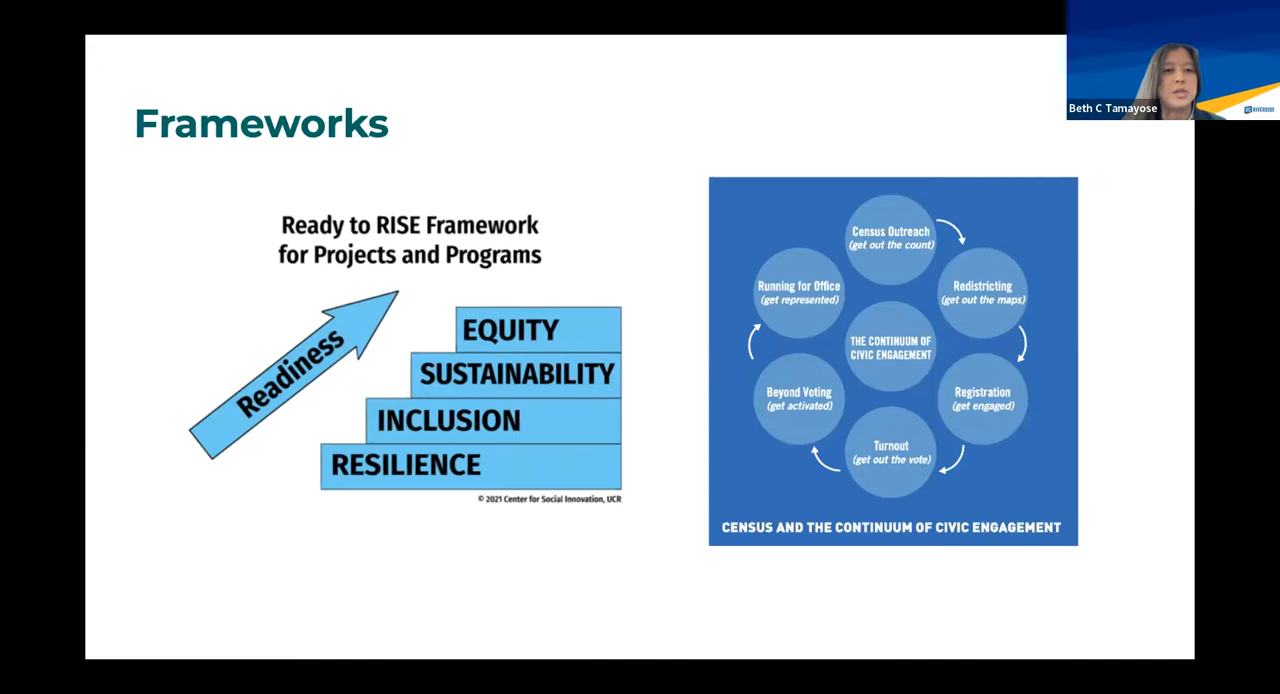 Frameworks
Ready to RISE Framework
for Projects and Programs
Readiness
EQUITY
SUSTAINABILITY
INCLUSION
RESILIENCE
© 2021 Center for Social Innovation, UCR
Census Outreach
(get out the count)
Redistricting
(get out the maps)
Registration
(get engaged)
Turnout
(get out the vote)
Beyond Voting
(get activated)
Running for Office
(get represented)
THE CONTINUUM OF
CIVIC ENGAGEMENT
CENSUS AND THE CONTINUUM OF CIVIC ENGAGEMENT
Beth C Tamayose
RIVERSIDE